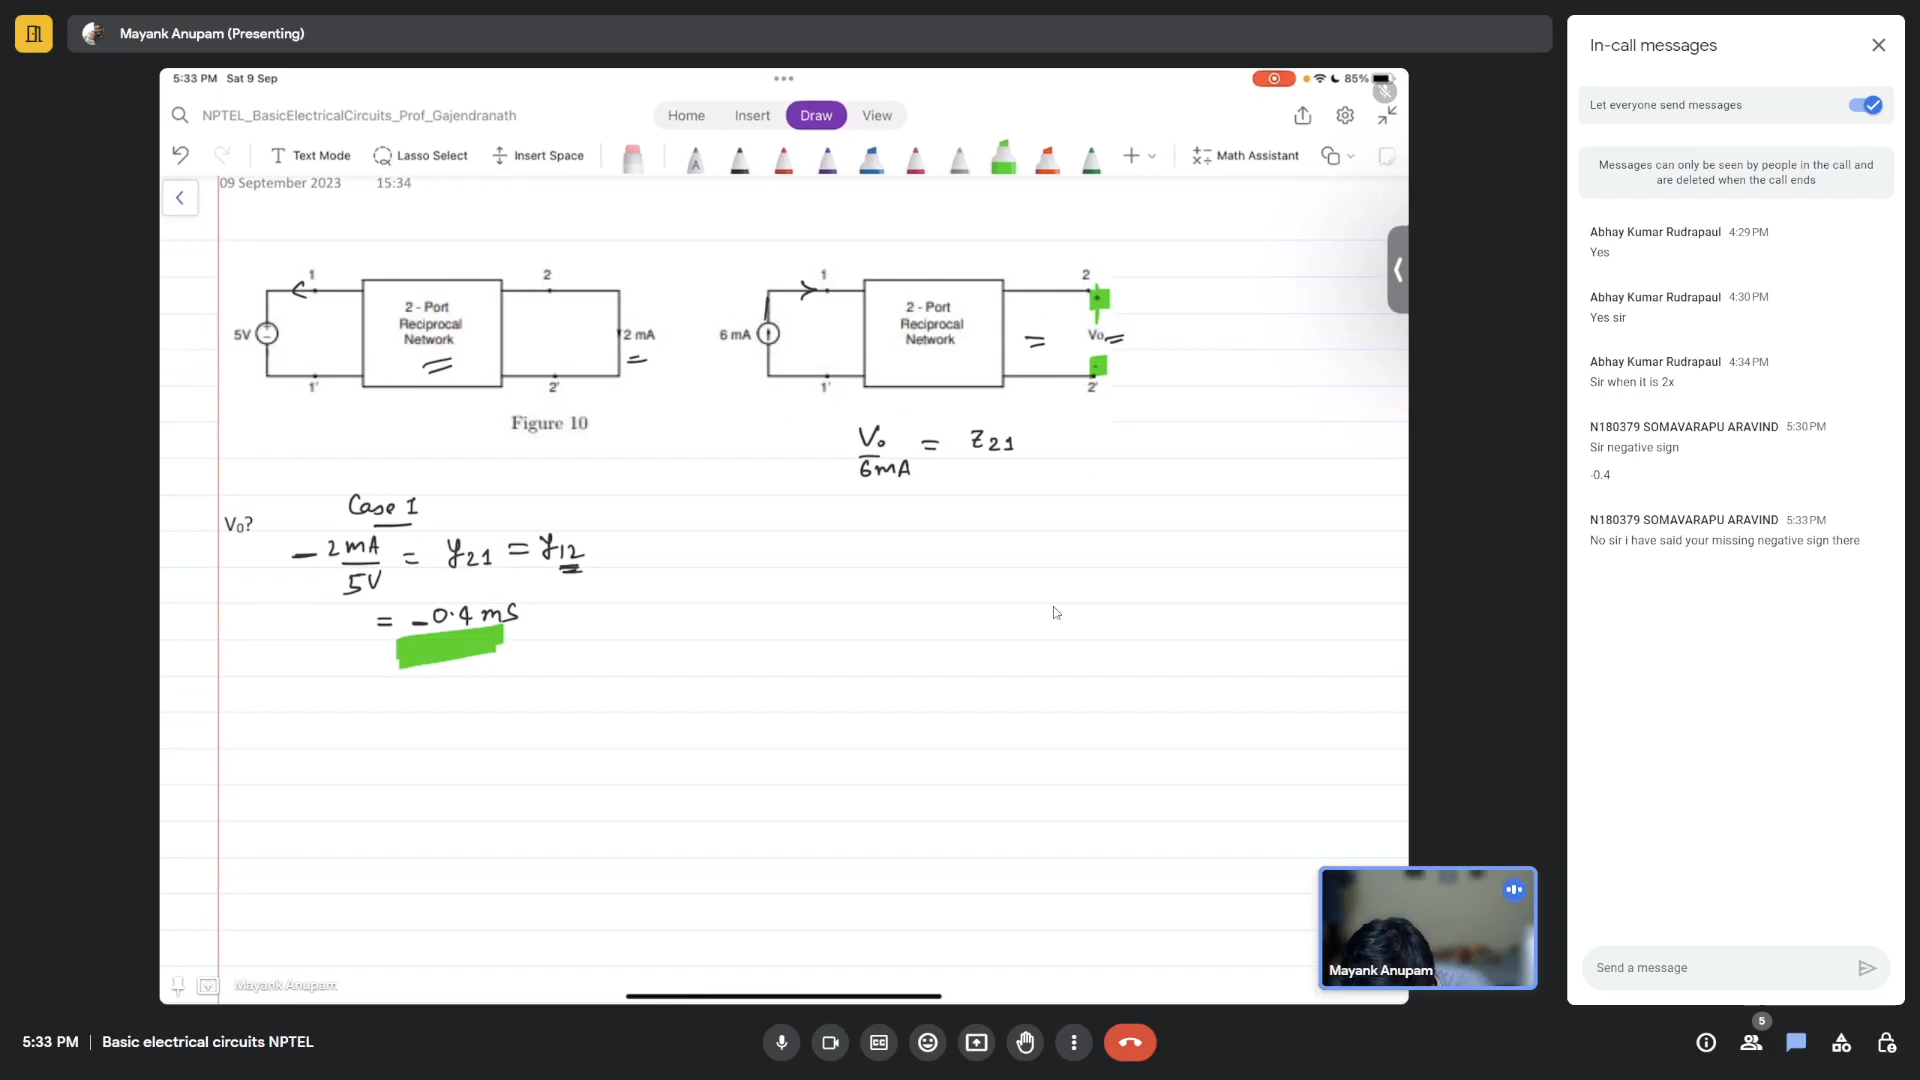 Mayank Anupam (Presenting)
5:33 PM Sat 9 Sep
85%
NPTEL_BasicElectricalCircuits_Prof_Gajendranath
Home Insert Draw View
Text Mode Lasso Select Insert Space
Math Assistant
09 September 2023 15:34
1 2
5V
2 - Port
Reciprocal
Network
2 mA
1' 2'
1 2
6 mA
2 - Port
Reciprocal
Network
=
Vo =
1' 2'
Figure 10
Vo / 6mA = Z21
Case I
V₀?
- 2mA / 5V = y21 = y12
= -0.4 mS
Mayank Anupam
Mayank Anupam
In-call messages
Let everyone send messages
Messages can only be seen by people in the call and
are deleted when the call ends
Abhay Kumar Rudrapaul 4:29 PM
Yes
Abhay Kumar Rudrapaul 4:30 PM
Yes sir
Abhay Kumar Rudrapaul 4:34 PM
Sir when it is 2x
N180379 SOMAVARAPU ARAVIND 5:30 PM
Sir negative sign
-0.4
N180379 SOMAVARAPU ARAVIND 5:33 PM
No sir i have said your missing negative sign there
Send a message
5:33 PM | Basic electrical circuits NPTEL
5